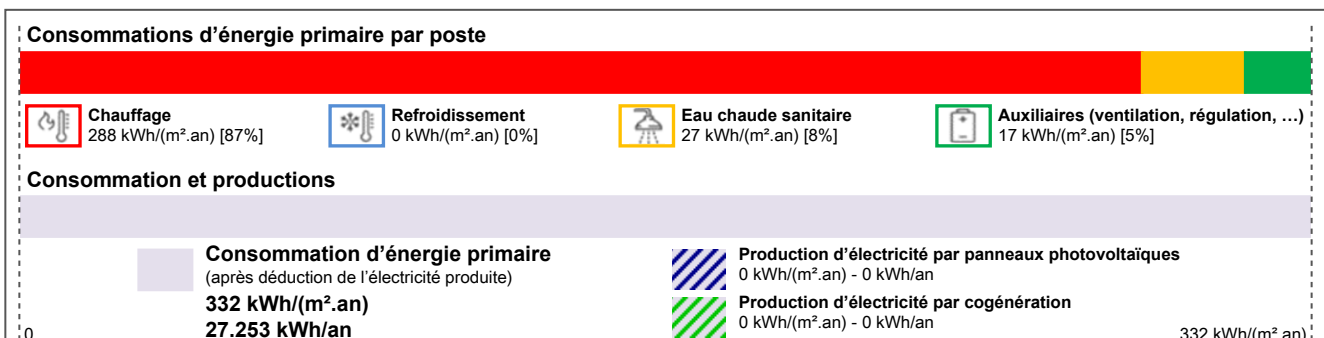 Consommations d'énergie primaire par poste
Chauffage
288 kWh/(m².an) [87%]
Refroidissement
0 kWh/(m².an) [0%]
Eau chaude sanitaire
27 kWh/(m².an) [8%]
Auxiliaires (ventilation, régulation, …)
17 kWh/(m².an) [5%]
Consommation et productions
Consommation d'énergie primaire
(après déduction de l'électricité produite)
332 kWh/(m².an)
27.253 kWh/an
Production d'électricité par panneaux photovoltaïques
0 kWh/(m².an) - 0 kWh/an
Production d'électricité par cogénération
0 kWh/(m².an) - 0 kWh/an
0
332 kWh/(m².an)